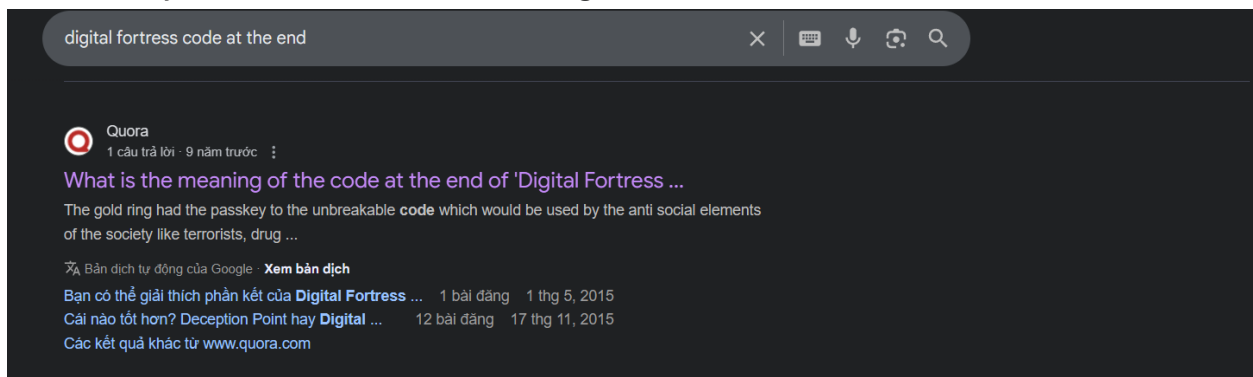 digital fortress code at the end
Quora
1 câu trả lời · 9 năm trước
What is the meaning of the code at the end of 'Digital Fortress ...
The gold ring had the passkey to the unbreakable code which would be used by the anti social elements
of the society like terrorists, drug ...
Bản dịch tự động của Google · Xem bản dịch
Bạn có thể giải thích phần kết của Digital Fortress ... 1 bài đăng 1 thg 5, 2015
Cái nào tốt hơn? Deception Point hay Digital ... 12 bài đăng 17 thg 11, 2015
Các kết quả khác từ www.quora.com